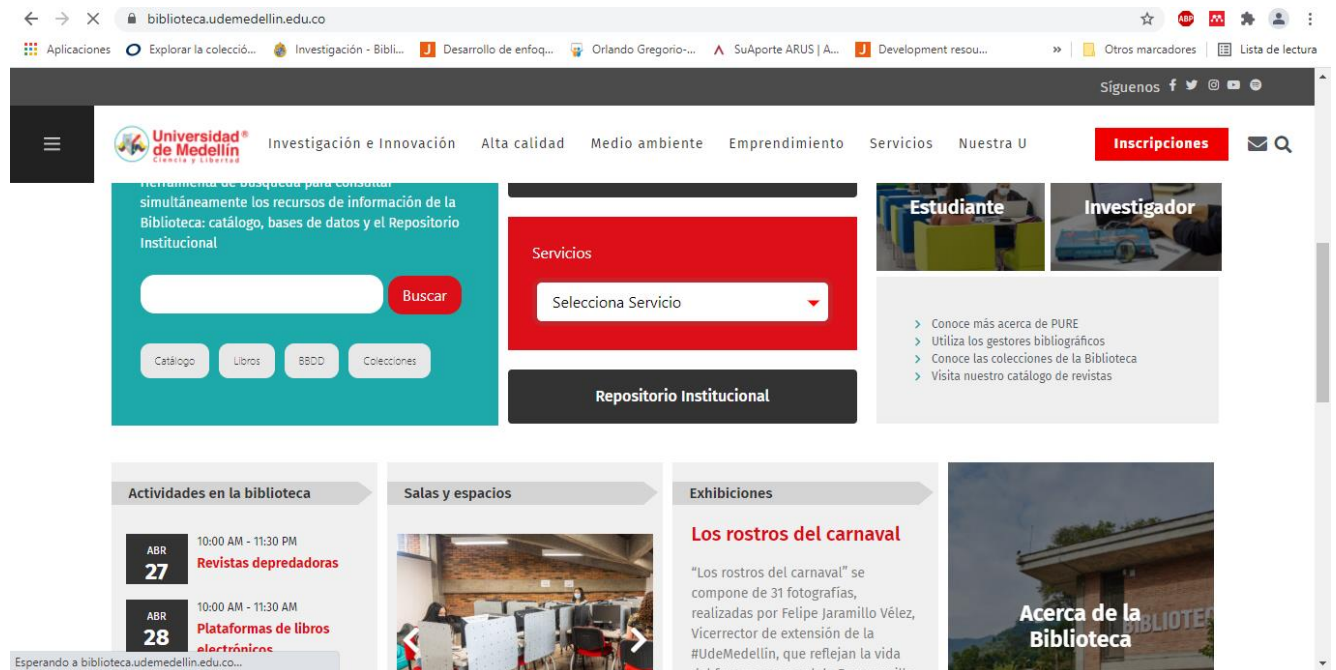 biblioteca.udemedellin.edu.co
ABP
Aplicaciones
Explorar la colecció...
Investigación - Bibli...
Desarrollo de enfoq...
Orlando Gregorio-...
SuAporte ARUS | A...
Development resou...
»
Otros marcadores
Lista de lectura
Síguenos
Universidad®
de Medellín
Ciencia y Libertad
Investigación e Innovación
Alta calidad
Medio ambiente
Emprendimiento
Servicios
Nuestra U
Inscripciones
Herramienta de búsqueda para consultar
simultáneamente los recursos de información de la
Biblioteca: catálogo, bases de datos y el Repositorio
Institucional
Buscar
Catálogo
Libros
BBDD
Colecciones
Servicios
Selecciona Servicio
Repositorio Institucional
Estudiante
Investigador
Conoce más acerca de PURE
Utiliza los gestores bibliográficos
Conoce las colecciones de la Biblioteca
Visita nuestro catálogo de revistas
Actividades en la biblioteca
ABR
27
10:00 AM - 11:30 PM
Revistas depredadoras
ABR
28
10:00 AM - 11:30 AM
Plataformas de libros
electrónicos
Salas y espacios
Exhibiciones
Los rostros del carnaval
“Los rostros del carnaval” se
compone de 31 fotografías,
realizadas por Felipe Jaramillo Vélez,
Vicerrector de extensión de la
#UdeMedellín, que reflejan la vida
Acerca de la
Biblioteca
BIBLIOTE
Esperando a biblioteca.udemedellin.edu.co...